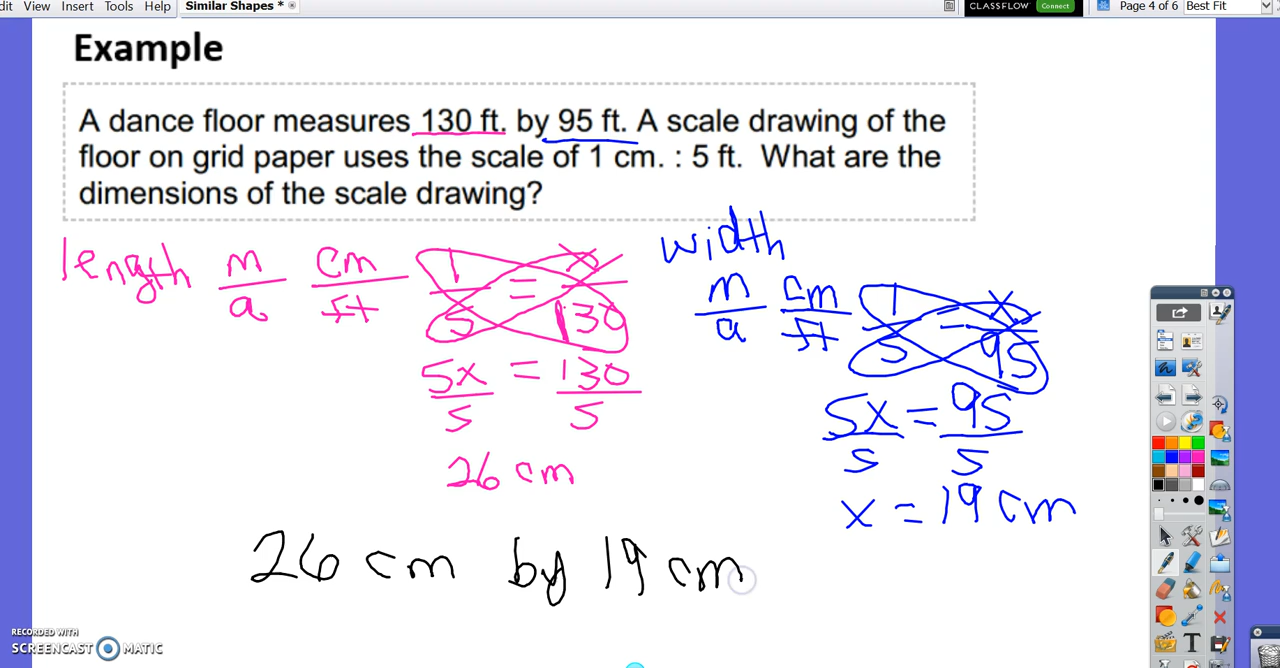 dit View Insert Tools Help Similar Shapes * CLASSFLOW Connect Page 4 of 6 Best Fit
Example
A dance floor measures 130 ft. by 95 ft. A scale drawing of the
floor on grid paper uses the scale of 1 cm. : 5 ft. What are the
dimensions of the scale drawing?
length m/a cm/ft 1/5 = x/130
5x/5 = 130/5
26 cm
width
m/a cm/ft 1/5 = x/95
5x/5 = 95/5
x = 19 cm
26 cm by 19 cm
RECORDED WITH
SCREENCAST MATIC